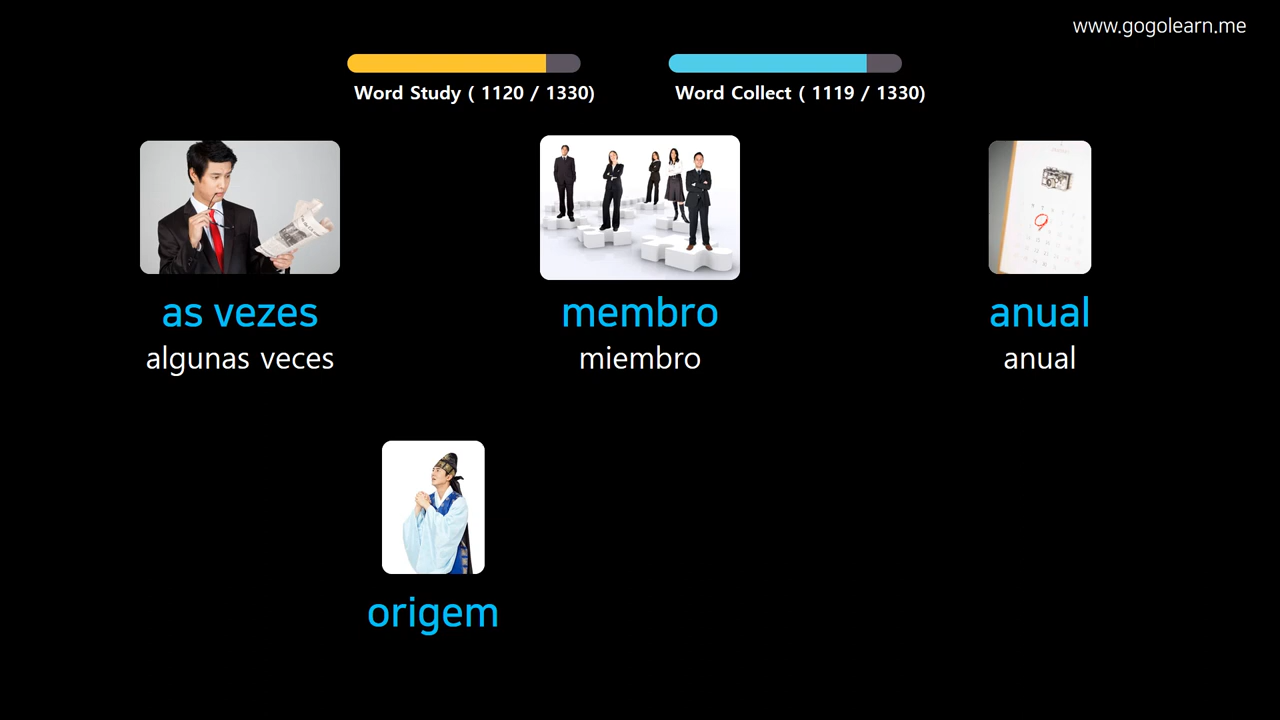 www.gogolearn.me
Word Study ( 1120 / 1330)
Word Collect ( 1119 / 1330)
as vezes
membro
anual
algunas veces
miembro
anual
origem